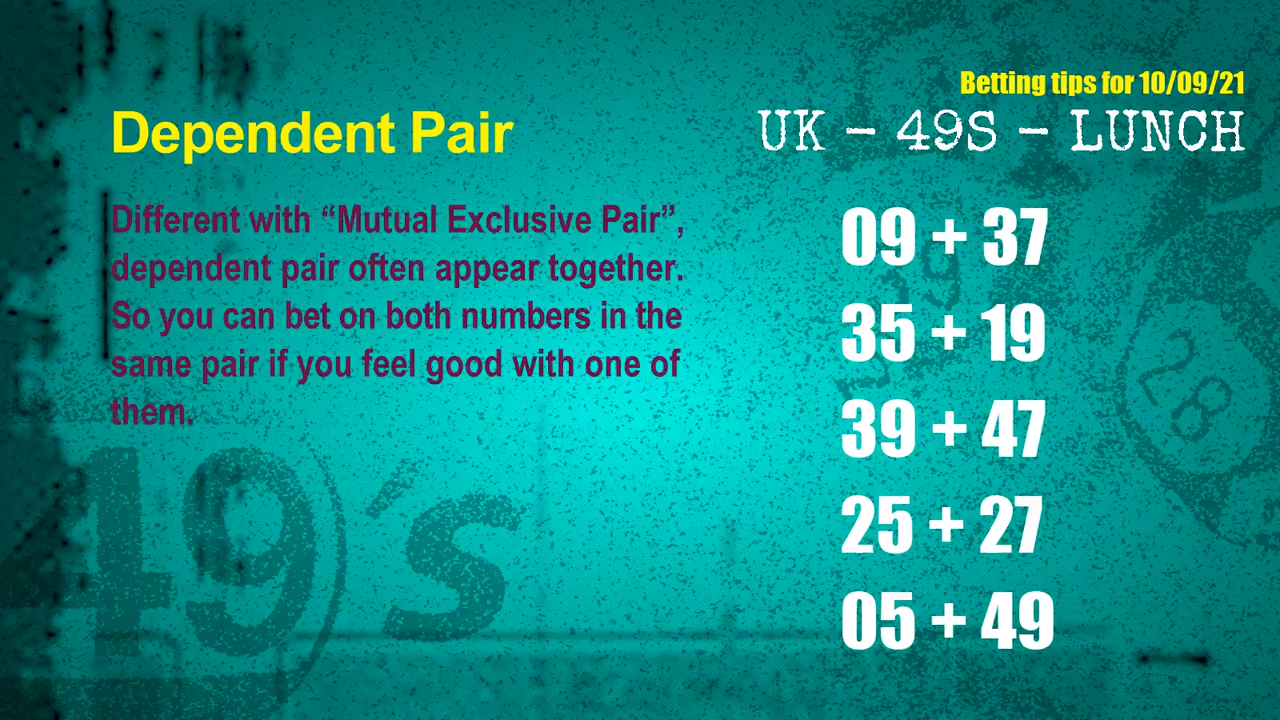 Betting tips for 10/09/21
UK - 49S - LUNCH
Dependent Pair
Different with “Mutual Exclusive Pair”,
dependent pair often appear together.
So you can bet on both numbers in the
same pair if you feel good with one of
them.
09 + 37
35 + 19
39 + 47
25 + 27
05 + 49
49's
39
28